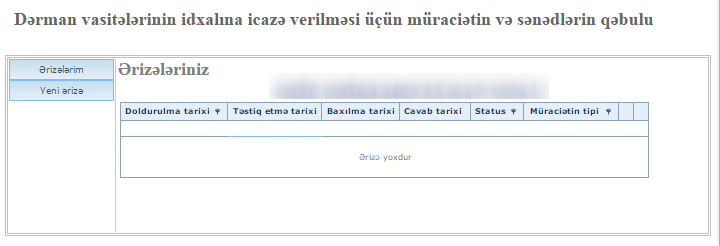 Dərman vasitələrinin idxalına icazə verilməsi üçün müraciətin və sənədlərin qəbulu
Ərizələrim
Yeni ərizə
Ərizələriniz
Doldurulma tarixi Təstiq etmə tarixi Baxılma tarixi Cavab tarixi Status Müraciətin tipi
Ərizə yoxdur